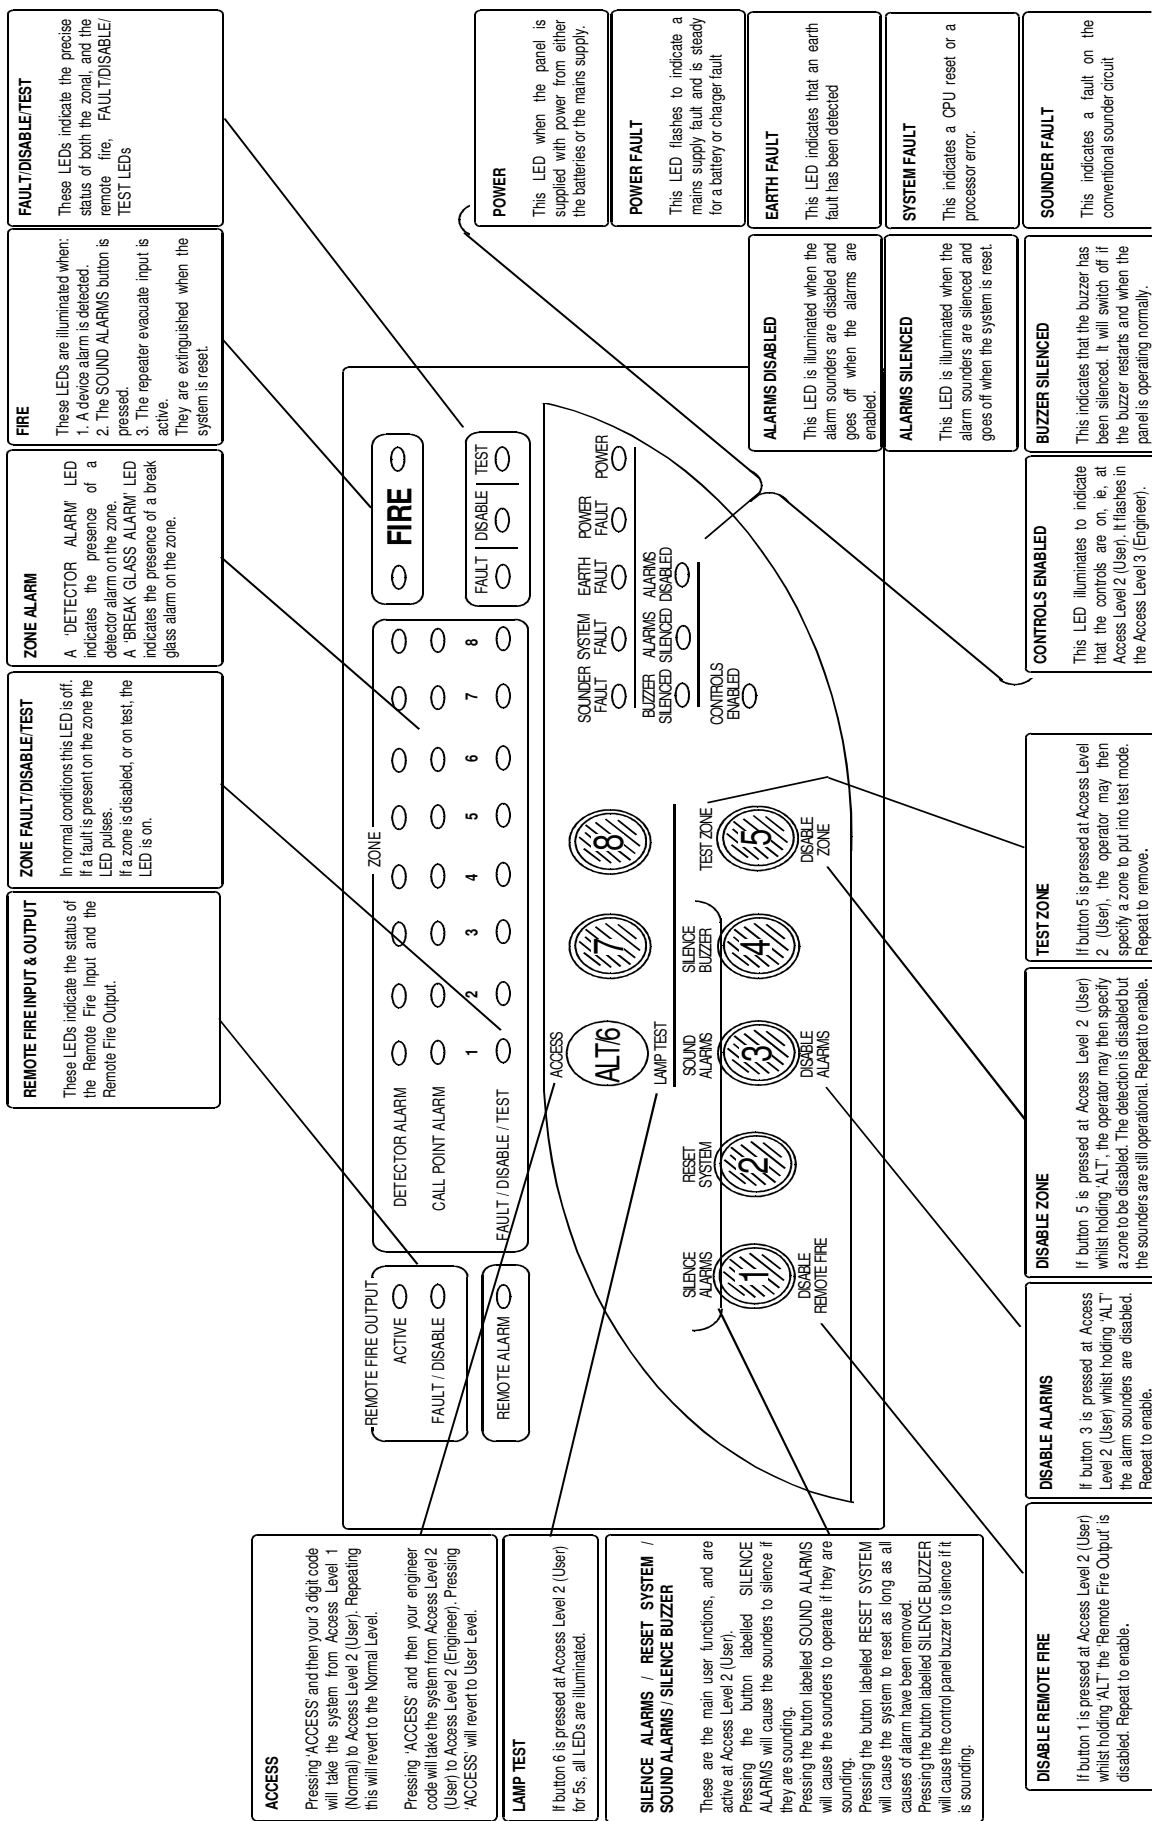 REMOTE FIRE INPUT & OUTPUT
These LEDs indicate the status of
the Remote Fire Input and the
Remote Fire Output.
ZONE FAULT/DISABLE/TEST
In normal conditions this LED is off.
If a fault is present on the zone the
LED pulses.
If a zone is disabled, or on test, the
LED is on.
ZONE ALARM
A 'DETECTOR ALARM' LED
indicates the presence of a
detector alarm on the zone.
A 'BREAK GLASS ALARM' LED
indicates the presence of a break
glass alarm on the zone.
FIRE
These LEDs are illuminated when:
1. A device alarm is detected.
2. The SOUND ALARMS button is
pressed.
3. The repeater evacuate input is
active.
They are extinguished when the
system is reset.
FAULT/DISABLE/TEST
These LEDs indicate the precise
status of both the zonal, and the
remote fire, FAULT/DISABLE/
TEST LEDs
ACCESS
Pressing 'ACCESS' and then your 3 digit code
will take the system from Access Level 1
(Normal) to Access Level 2 (User). Repeating
this will revert to the Normal Level.
Pressing 'ACCESS' and then your engineer
code will take the system from Access Level 2
(User) to Access Level 2 (Engineer). Pressing
'ACCESS' will revert to User Level.
LAMP TEST
If button 6 is pressed at Access Level 2 (User)
for 5s, all LEDs are illuminated.
SILENCE ALARMS / RESET SYSTEM /
SOUND ALARMS / SILENCE BUZZER
These are the main user functions, and are
active at Access Level 2 (User).
Pressing the button labelled SILENCE
ALARMS will cause the sounders to silence if
they are sounding.
Pressing the button labelled SOUND ALARMS
will cause the sounders to operate if they are
sounding.
Pressing the button labelled RESET SYSTEM
will cause the system to reset as long as all
causes of alarm have been removed.
Pressing the button labelled SILENCE BUZZER
will cause the control panel buzzer to silence if it
is sounding.
REMOTE FIRE OUTPUT
ACTIVE
FAULT / DISABLE
REMOTE ALARM
ZONE
DETECTOR ALARM
CALL POINT ALARM
1 2 3 4 5 6 7 8
FAULT / DISABLE / TEST
FIRE
FAULT DISABLE TEST
ACCESS
ALT/6
7
8
LAMP TEST
SILENCE
ALARMS
RESET
SYSTEM
SOUND
ALARMS
SILENCE
BUZZER
TEST ZONE
1
2
3
4
5
DISABLE
REMOTE FIRE
DISABLE
ALARMS
DISABLE
ZONE
SOUNDER
FAULT
SYSTEM
FAULT
EARTH
FAULT
POWER
FAULT
POWER
BUZZER
SILENCED
ALARMS
SILENCED
ALARMS
DISABLED
CONTROLS
ENABLED
POWER
This LED when the panel is
supplied with power from either
the batteries or the mains supply.
POWER FAULT
This LED flashes to indicate a
mains supply fault and is steady
for a battery or charger fault
EARTH FAULT
This LED indicates that an earth
fault has been detected
SYSTEM FAULT
This indicates a CPU reset or a
processor error.
SOUNDER FAULT
This indicates a fault on the
conventional sounder circuit
ALARMS DISABLED
This LED is illuminated when the
alarm sounders are disabled and
goes off when the alarms are
enabled.
ALARMS SILENCED
This LED is illuminated when the
alarm sounders are silenced and
goes off when the system is reset.
BUZZER SILENCED
This indicates that the buzzer has
been silenced. It will switch off if
the buzzer restarts and when the
panel is operating normally.
CONTROLS ENABLED
This LED illuminates to indicate
that the controls are on, ie, at
Access Level 2 (User). It flashes in
the Access Level 3 (Engineer).
DISABLE REMOTE FIRE
If button 1 is pressed at Access Level 2 (User)
whilst holding 'ALT' the 'Remote Fire Output' is
disabled. Repeat to enable.
DISABLE ALARMS
If button 3 is pressed at Access
Level 2 (User) whilst holding 'ALT'
the alarm sounders are disabled.
Repeat to enable.
DISABLE ZONE
If button 5 is pressed at Access Level 2 (User)
whilst holding 'ALT', the operator may then specify
a zone to be disabled. The detection is disabled but
the sounders are still operational. Repeat to enable.
TEST ZONE
If button 5 is pressed at Access Level
2 (User), the operator may then
specify a zone to put into test mode.
Repeat to remove.